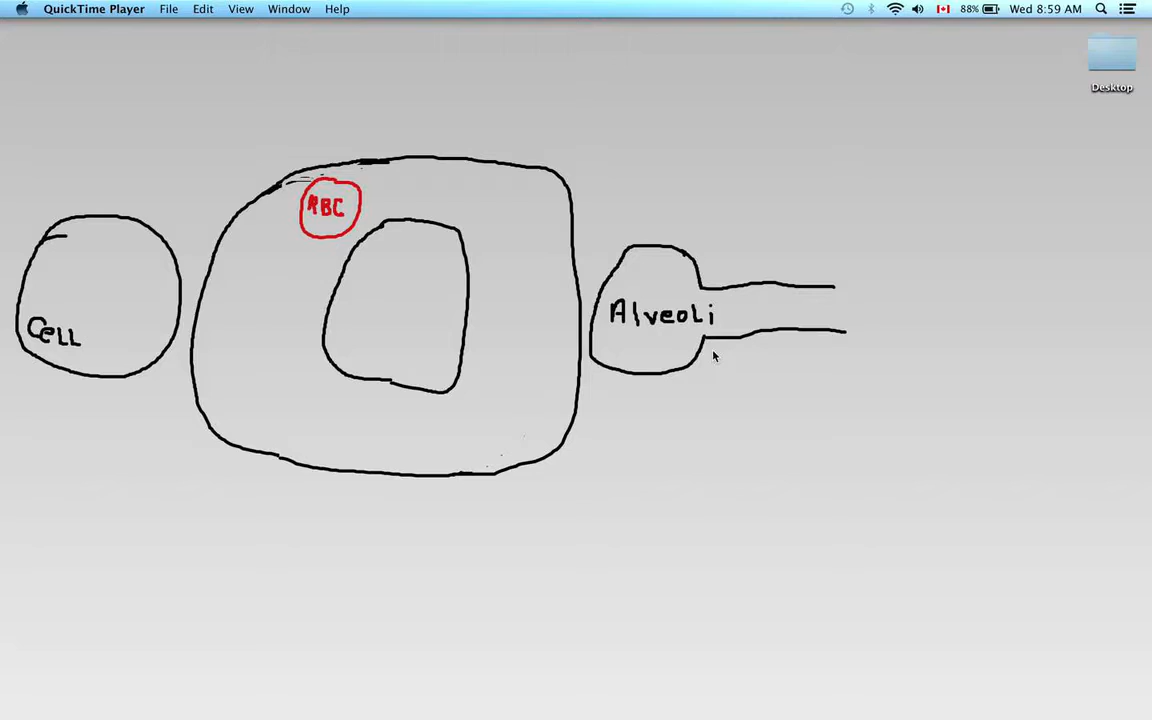 QuickTime Player File Edit View Window Help 88% Wed 8:59 AM
Desktop
RBC
Cell
Alveoli